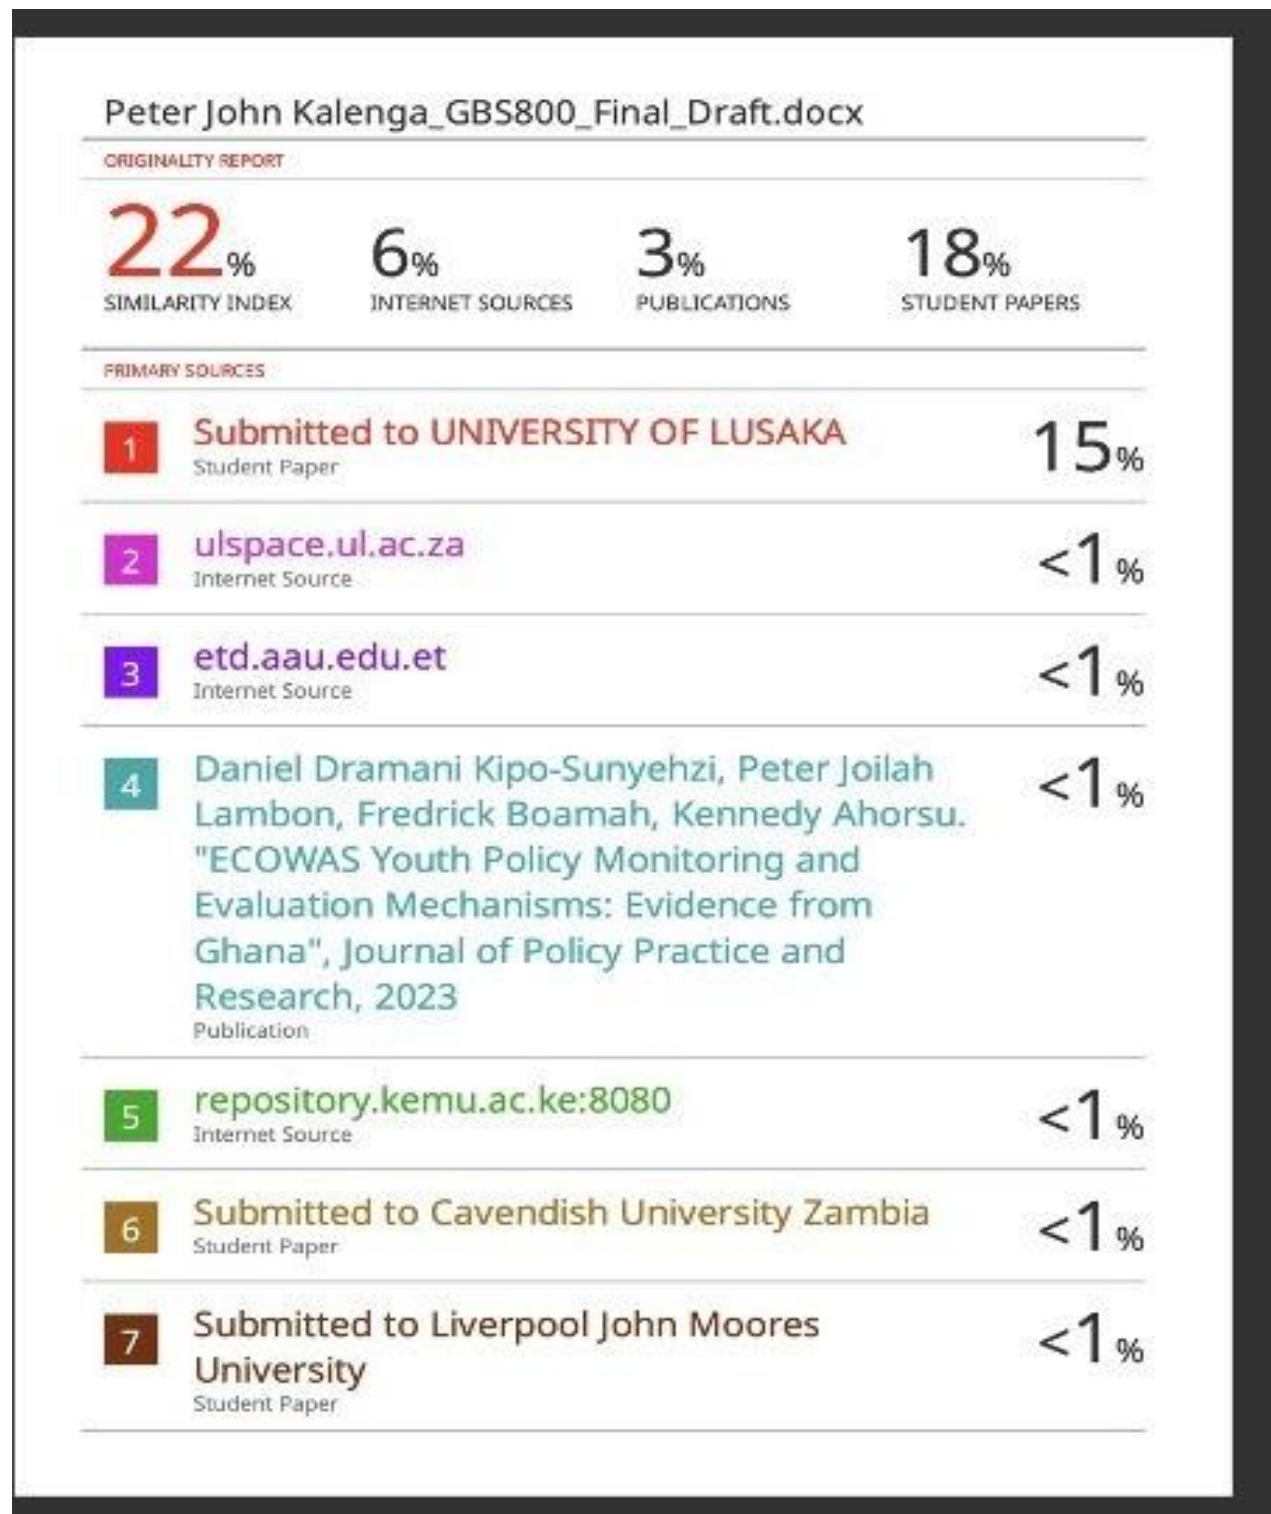 Peter John Kalenga_GBS800_Final_Draft.docx
ORIGINALITY REPORT
22% 6% 3% 18%
SIMILARITY INDEX INTERNET SOURCES PUBLICATIONS STUDENT PAPERS
PRIMARY SOURCES
1 Submitted to UNIVERSITY OF LUSAKA 15%
Student Paper
2 ulspace.ul.ac.za <1%
Internet Source
3 etd.aau.edu.et <1%
Internet Source
4 Daniel Dramani Kipo-Sunyehzi, Peter Joilah <1%
Lambon, Fredrick Boamah, Kennedy Ahorsu.
"ECOWAS Youth Policy Monitoring and
Evaluation Mechanisms: Evidence from
Ghana", Journal of Policy Practice and
Research, 2023
Publication
5 repository.kemu.ac.ke:8080 <1%
Internet Source
6 Submitted to Cavendish University Zambia <1%
Student Paper
7 Submitted to Liverpool John Moores <1%
University
Student Paper